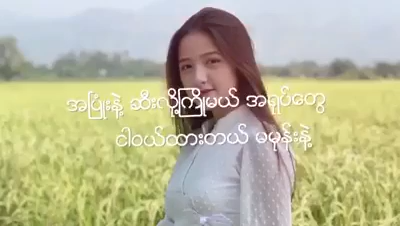 အပြုံးနဲ့ ဆီးလို့ကြိုမယ် အရုပ်တွေ
ငါဝယ်ထားတယ် မမုန်းနဲ့